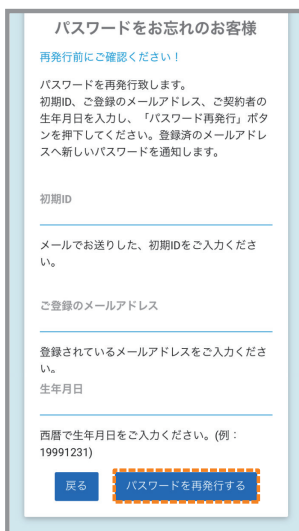 パスワードをお忘れのお客様
再発行前にご確認ください！
パスワードを再発行致します。
初期ID、ご登録のメールアドレス、ご契約者の
生年月日を入力し、「パスワード再発行」ボタ
ンを押下してください。登録済のメールアドレ
スへ新しいパスワードを通知します。
初期ID
メールでお送りした、初期IDをご入力くださ
い。
ご登録のメールアドレス
登録されているメールアドレスをご入力くださ
い。
生年月日
西暦で生年月日をご入力ください。(例：
19991231)
戻る
パスワードを再発行する